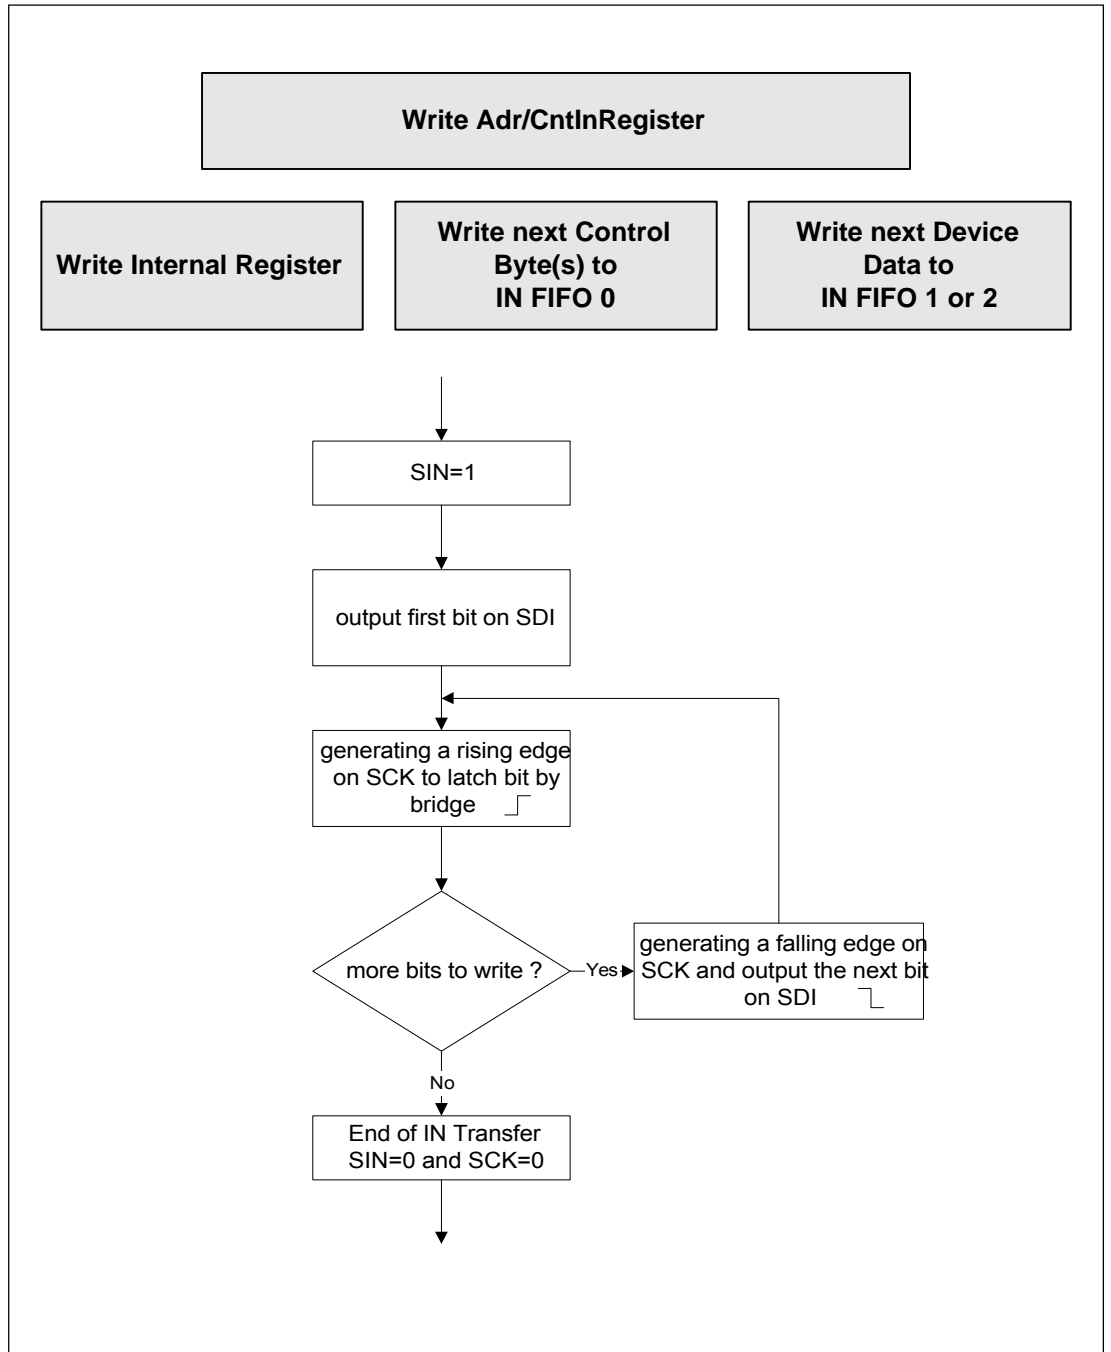 Write Adr/CntInRegister
Write Internal Register
Write next Control
Byte(s) to
IN FIFO 0
Write next Device
Data to
IN FIFO 1 or 2
SIN=1
output first bit on SDI
generating a rising edge
on SCK to latch bit by
bridge
more bits to write ?
Yes
generating a falling edge on
SCK and output the next bit
on SDI
No
End of IN Transfer
SIN=0 and SCK=0